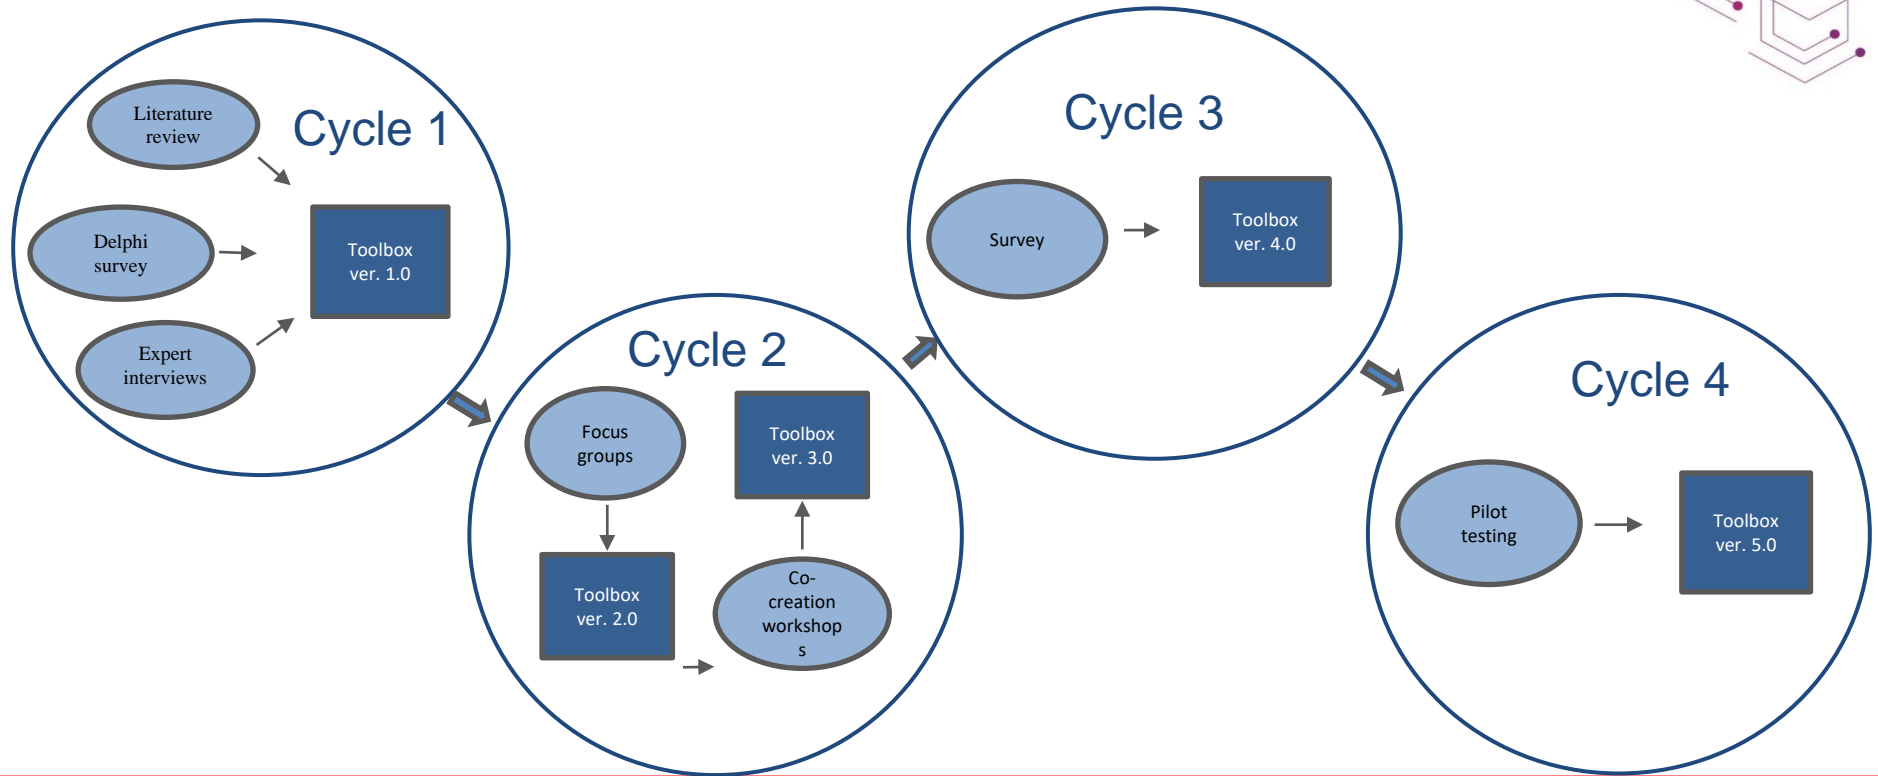 Cycle 1
Literature
review
Delphi
survey
Expert
interviews
Toolbox
ver. 1.0
Cycle 2
Focus
groups
Toolbox
ver. 2.0
Co-
creation
workshop
s
Toolbox
ver. 3.0
Cycle 3
Survey
Toolbox
ver. 4.0
Cycle 4
Pilot
testing
Toolbox
ver. 5.0